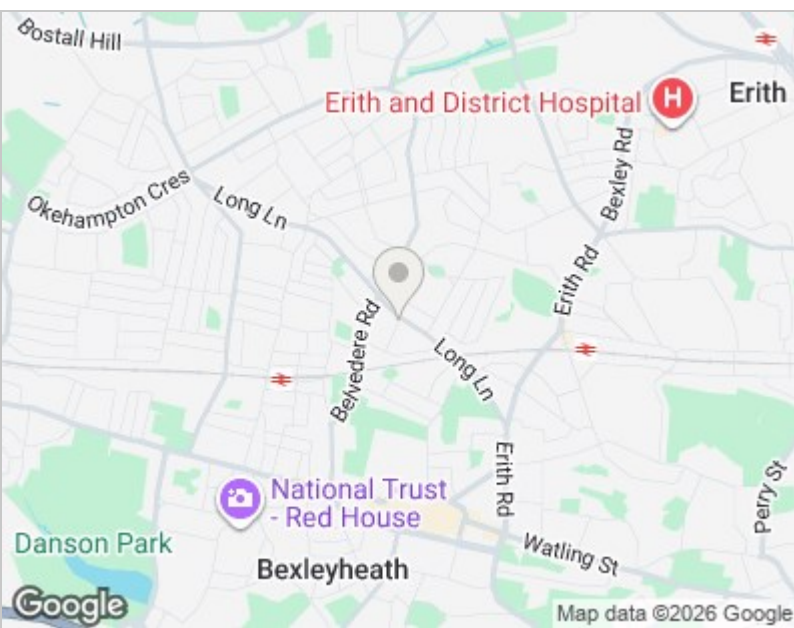 Bostall Hill
Erith and District Hospital
H
Erith
Bexley Rd
Okehampton Cres
Long Ln
Erith Rd
Belvedere Rd
Long Ln
Erith Rd
Perry St
National Trust
- Red House
Watling St
Danson Park
Bexleyheath
Google
Map data ©2026 Google